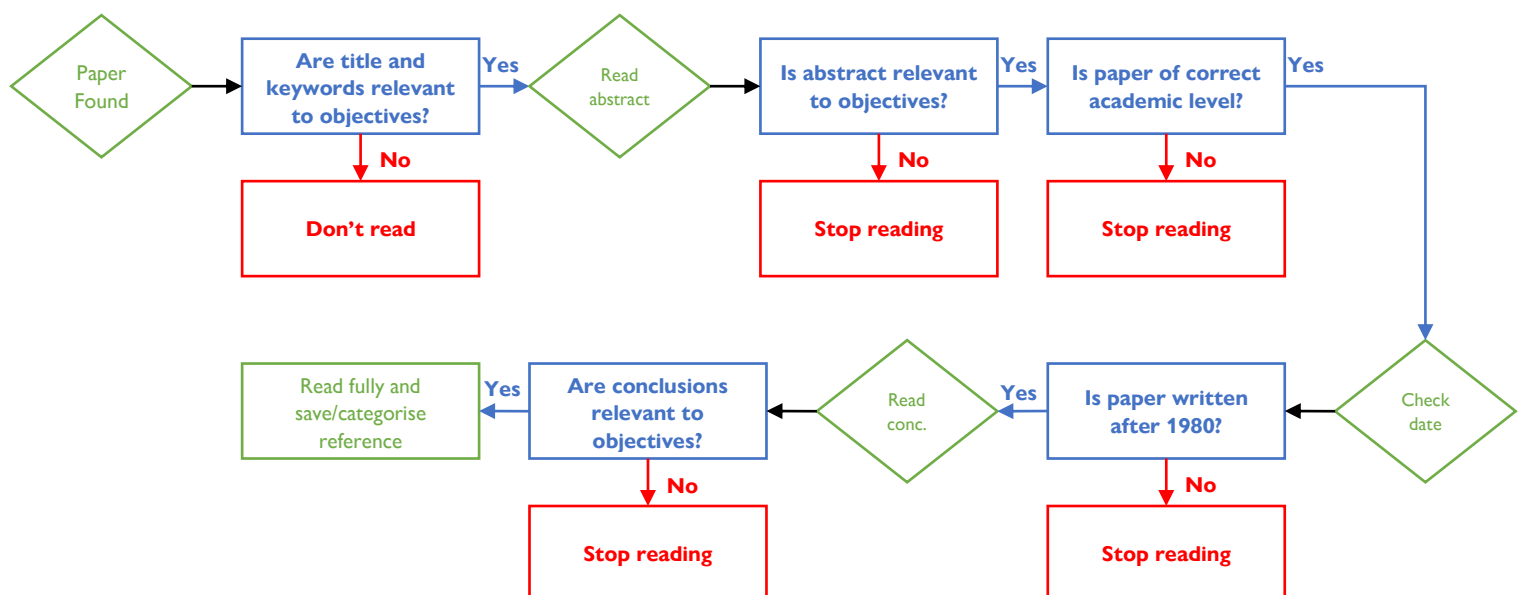 Paper
Found
Are title and
keywords relevant
to objectives?
Yes
No
Don't read
Read
abstract
Is abstract relevant
to objectives?
Yes
No
Stop reading
Is paper of correct
academic level?
Yes
No
Stop reading
Check
date
Is paper written
after 1980?
Yes
No
Stop reading
Read
conc.
Are conclusions
relevant to
objectives?
Yes
No
Stop reading
Read fully and
save/categorise
reference